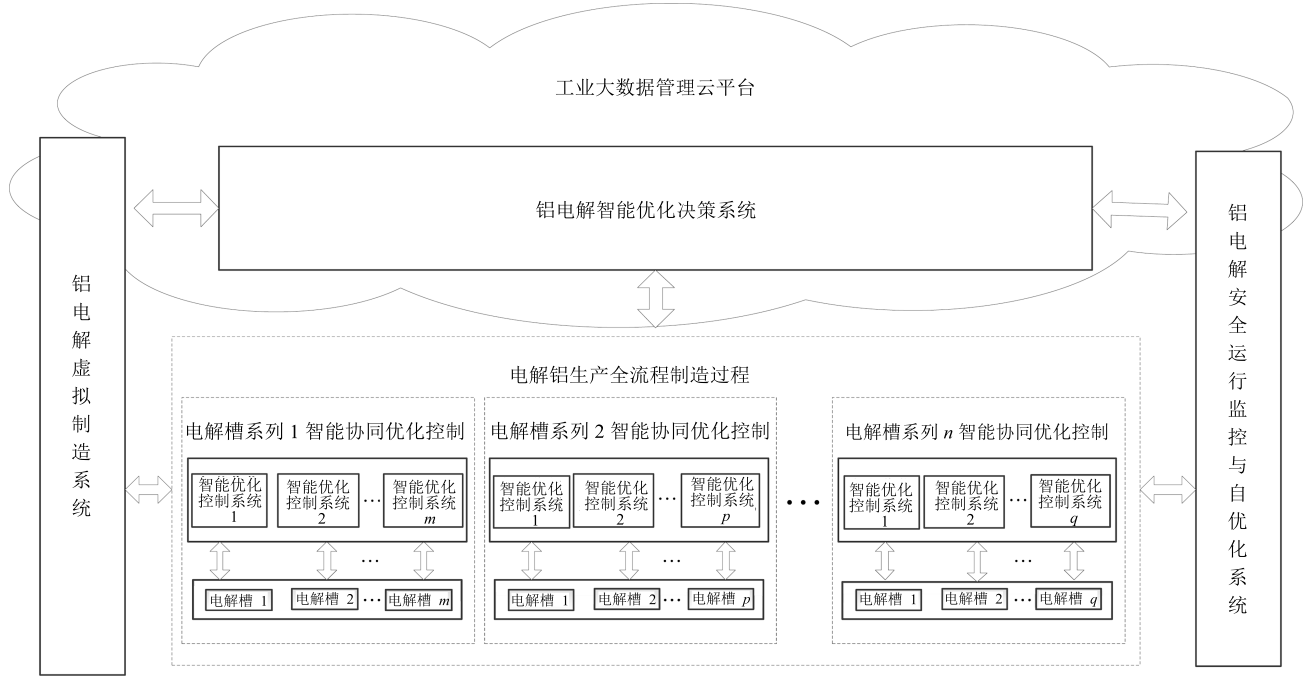 工业大数据管理云平台
铝电解智能优化决策系统
铝电解虚拟制造系统
铝电解安全运行监控与自优化系统
电解铝生产全流程制造过程
电解槽系列 1 智能协同优化控制
智能优化
控制系统
1
智能优化
控制系统
2
…
智能优化
控制系统
m
…
电解槽 1
电解槽 2
…
电解槽 m
电解槽系列 2 智能协同优化控制
智能优化
控制系统
1
智能优化
控制系统
2
…
智能优化
控制系统
p
…
电解槽 1
电解槽 2
…
电解槽 p
…
电解槽系列 n 智能协同优化控制
智能优化
控制系统
1
智能优化
控制系统
2
…
智能优化
控制系统
q
…
电解槽 1
电解槽 2
…
电解槽 q